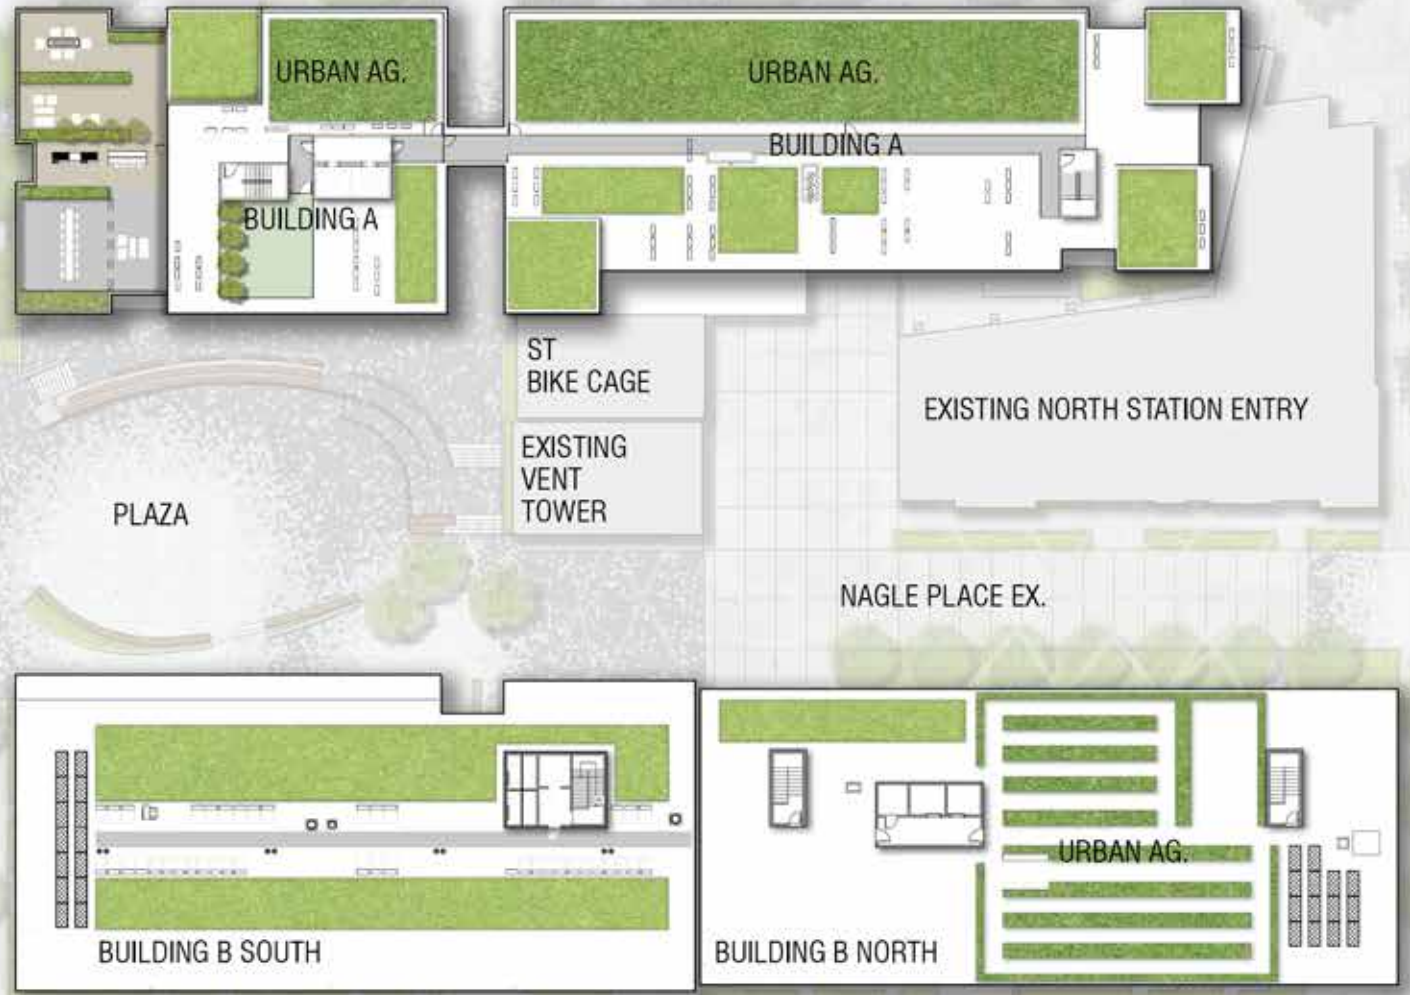 URBAN AG.
URBAN AG.
BUILDING A
BUILDING A
ST
BIKE CAGE
EXISTING NORTH STATION ENTRY
EXISTING
VENT
TOWER
PLAZA
NAGLE PLACE EX.
URBAN AG.
BUILDING B SOUTH
BUILDING B NORTH